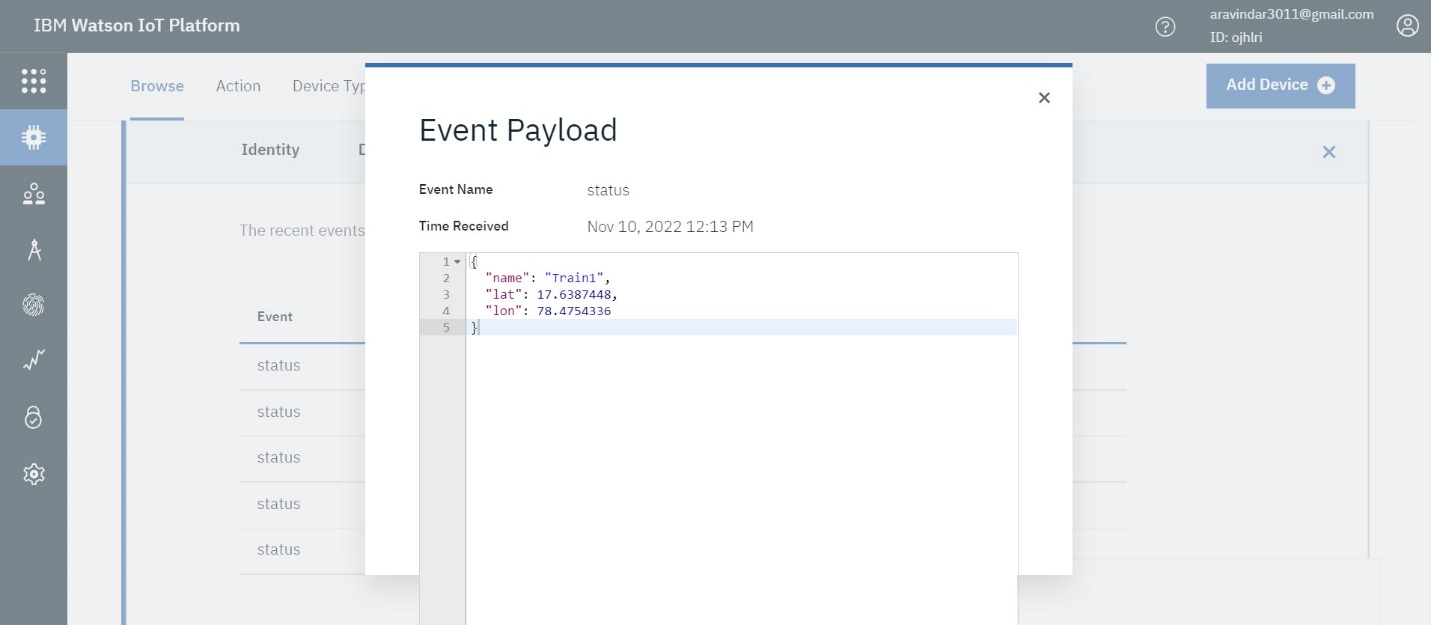 IBM Watson IoT Platform
aravindar3011@gmail.com
ID: ojhlri
Browse Action Device Typ
Add Device
Identity D
The recent events
Event
status
status
status
status
status
Event Payload
Event Name status
Time Received Nov 10, 2022 12:13 PM
1 {
2 "name": "Train1",
3 "lat": 17.6387448,
4 "lon": 78.4754336
5 }